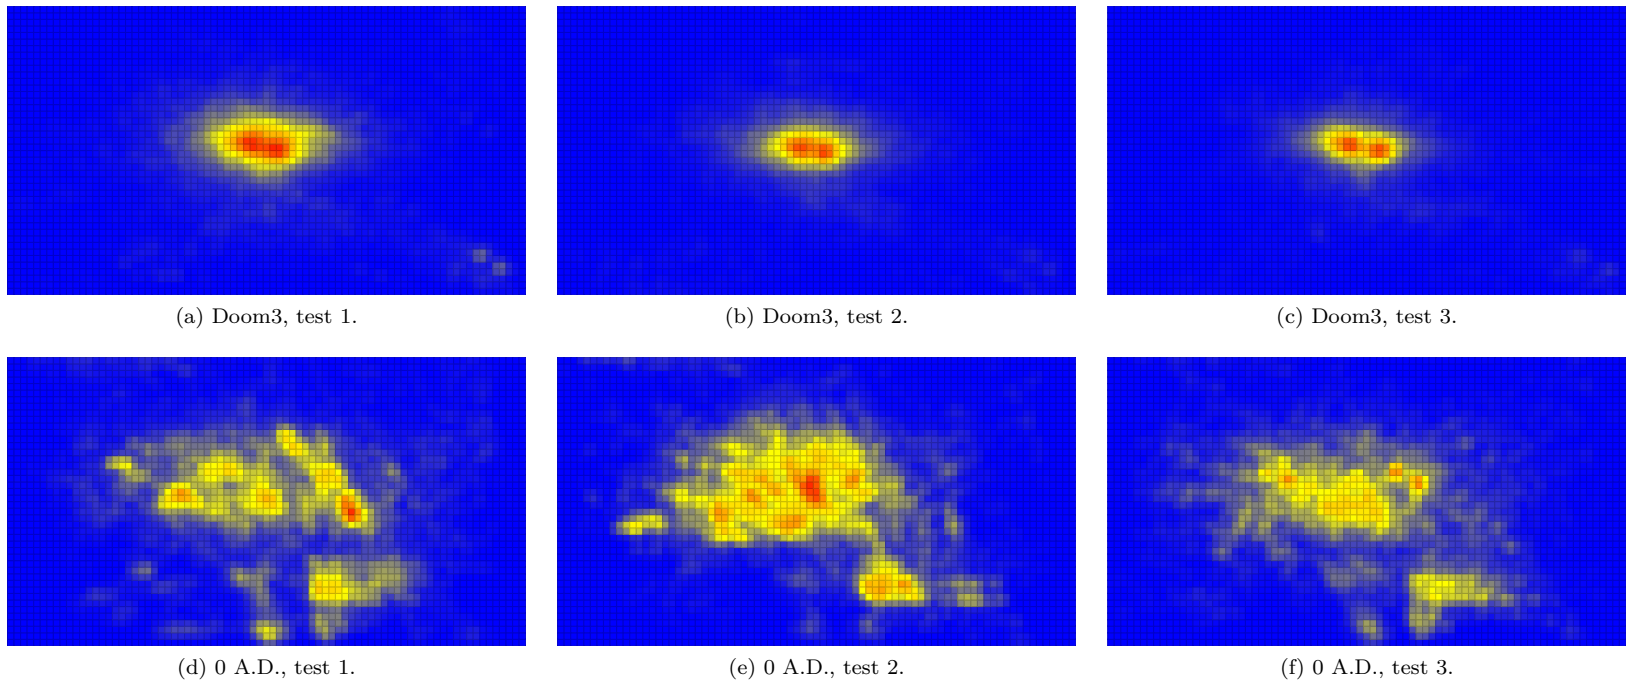 (a) Doom3, test 1.
(b) Doom3, test 2.
(c) Doom3, test 3.
(d) 0 A.D., test 1.
(e) 0 A.D., test 2.
(f) 0 A.D., test 3.